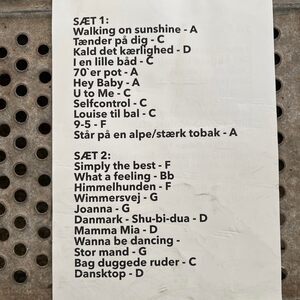 SÆT 1:
Walking on sunshine - A
Tænder på dig - C
Kald det kærlighed - D
I en lille båd - C
70´er pot - A
Hey Baby - A
U to Me - C
Selfcontrol - C
Louise til bal - C
9-5 - F
Står på en alpe/stærk tobak - A
SÆT 2:
Simply the best - F
What a feeling - Bb
Himmelhunden - F
Wimmersvej - G
Joanna - G
Danmark - Shu-bi-dua - D
Mamma Mia - D
Wanna be dancing -
Stor mand - G
Bag duggede ruder - C
Dansktop - D